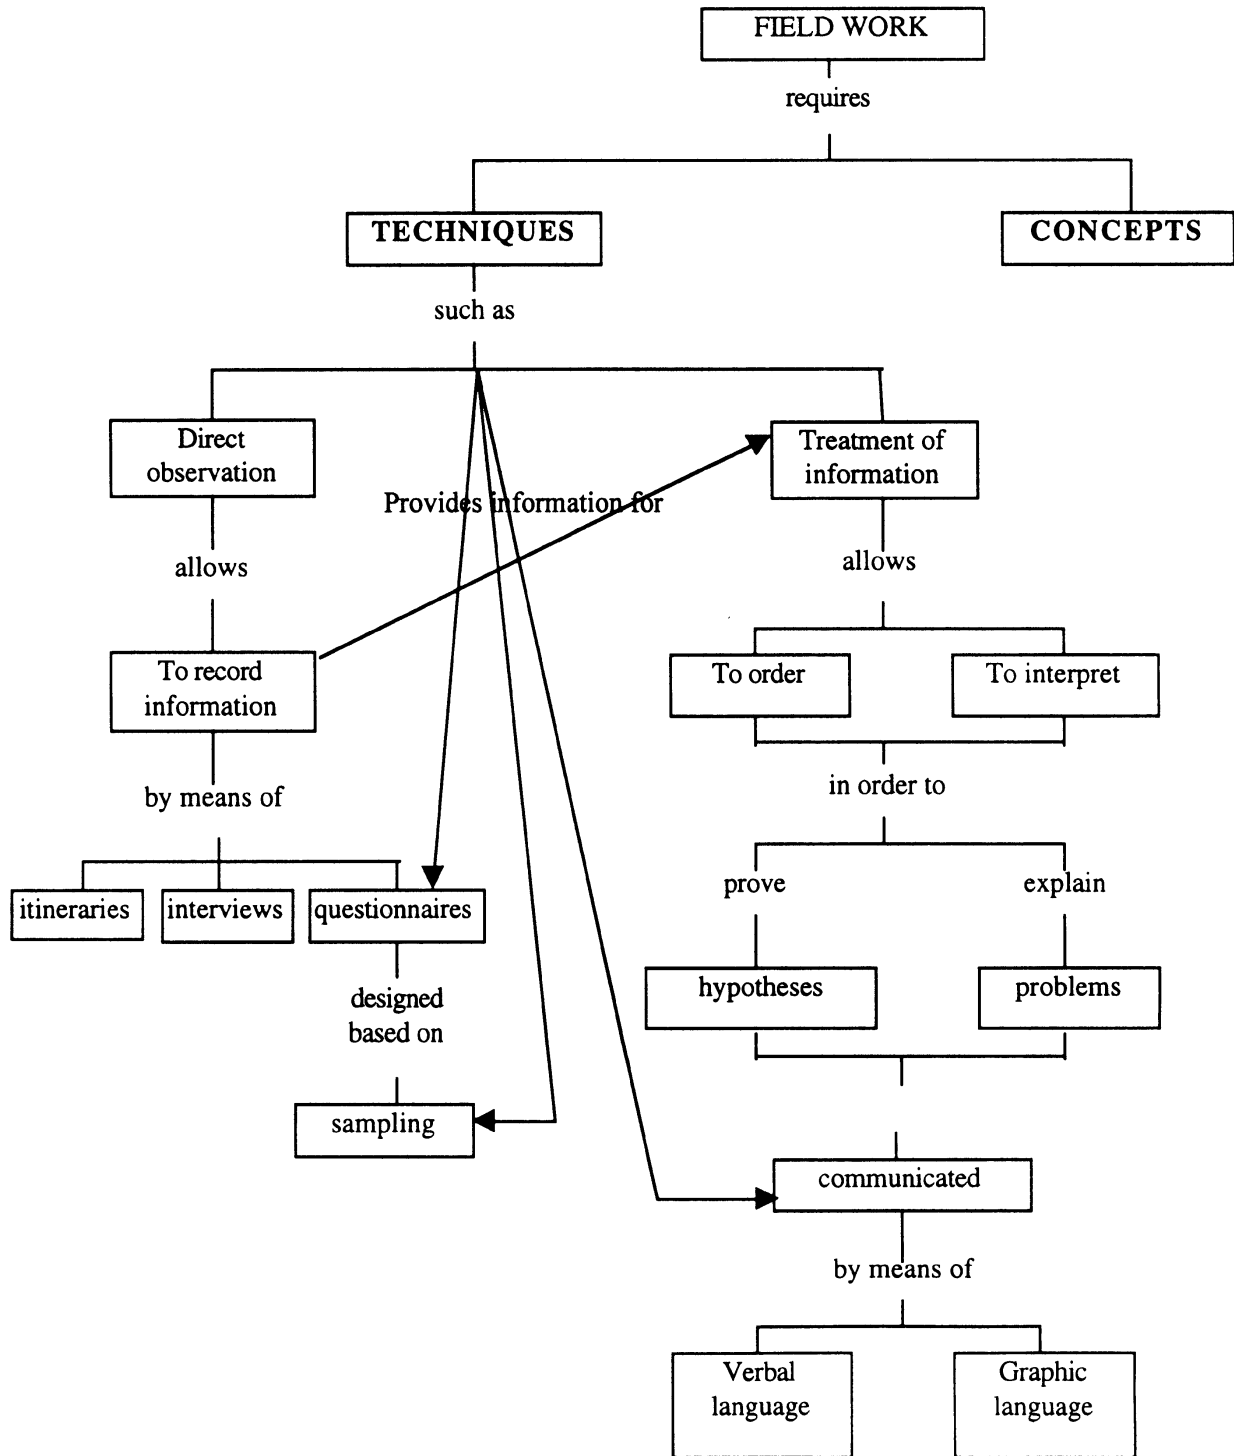 FIELD WORK
requires
TECHNIQUES
CONCEPTS
such as
Direct
observation
Treatment of
information
Provides information for
allows
allows
To record
information
To order
To interpret
by means of
in order to
prove
explain
itineraries
interviews
questionnaires
hypotheses
problems
designed
based on
sampling
communicated
by means of
Verbal
language
Graphic
language